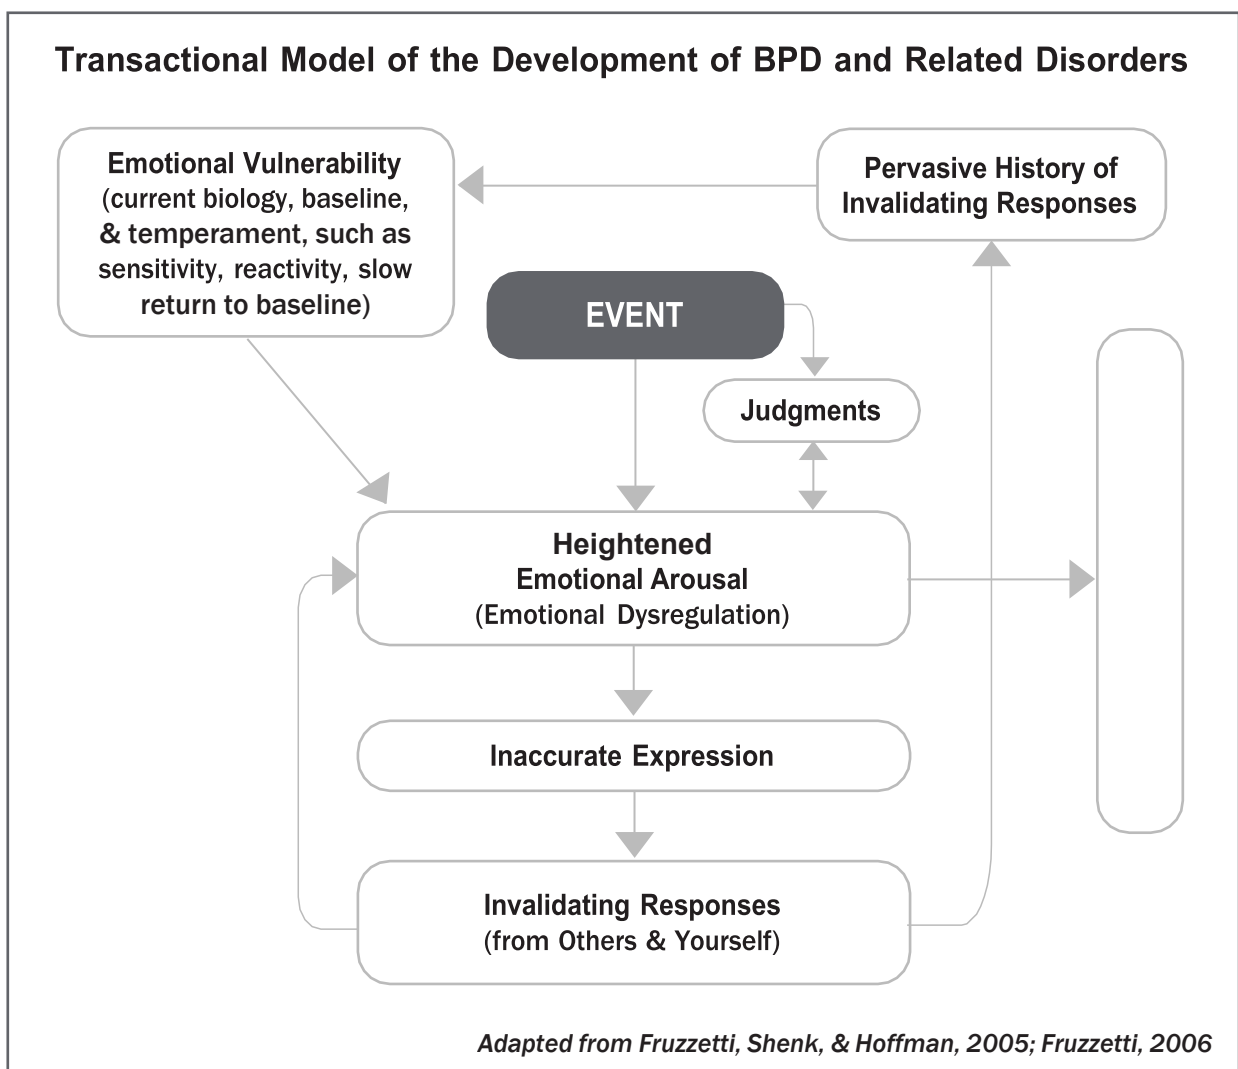 Transactional Model of the Development of BPD and Related Disorders
Emotional Vulnerability
(current biology, baseline,
& temperament, such as
sensitivity, reactivity, slow
return to baseline)
Pervasive History of
Invalidating Responses
EVENT
Judgments
Heightened
Emotional Arousal
(Emotional Dysregulation)
Inaccurate Expression
Invalidating Responses
(from Others & Yourself)
Adapted from Fruzzetti, Shenk, & Hoffman, 2005; Fruzzetti, 2006